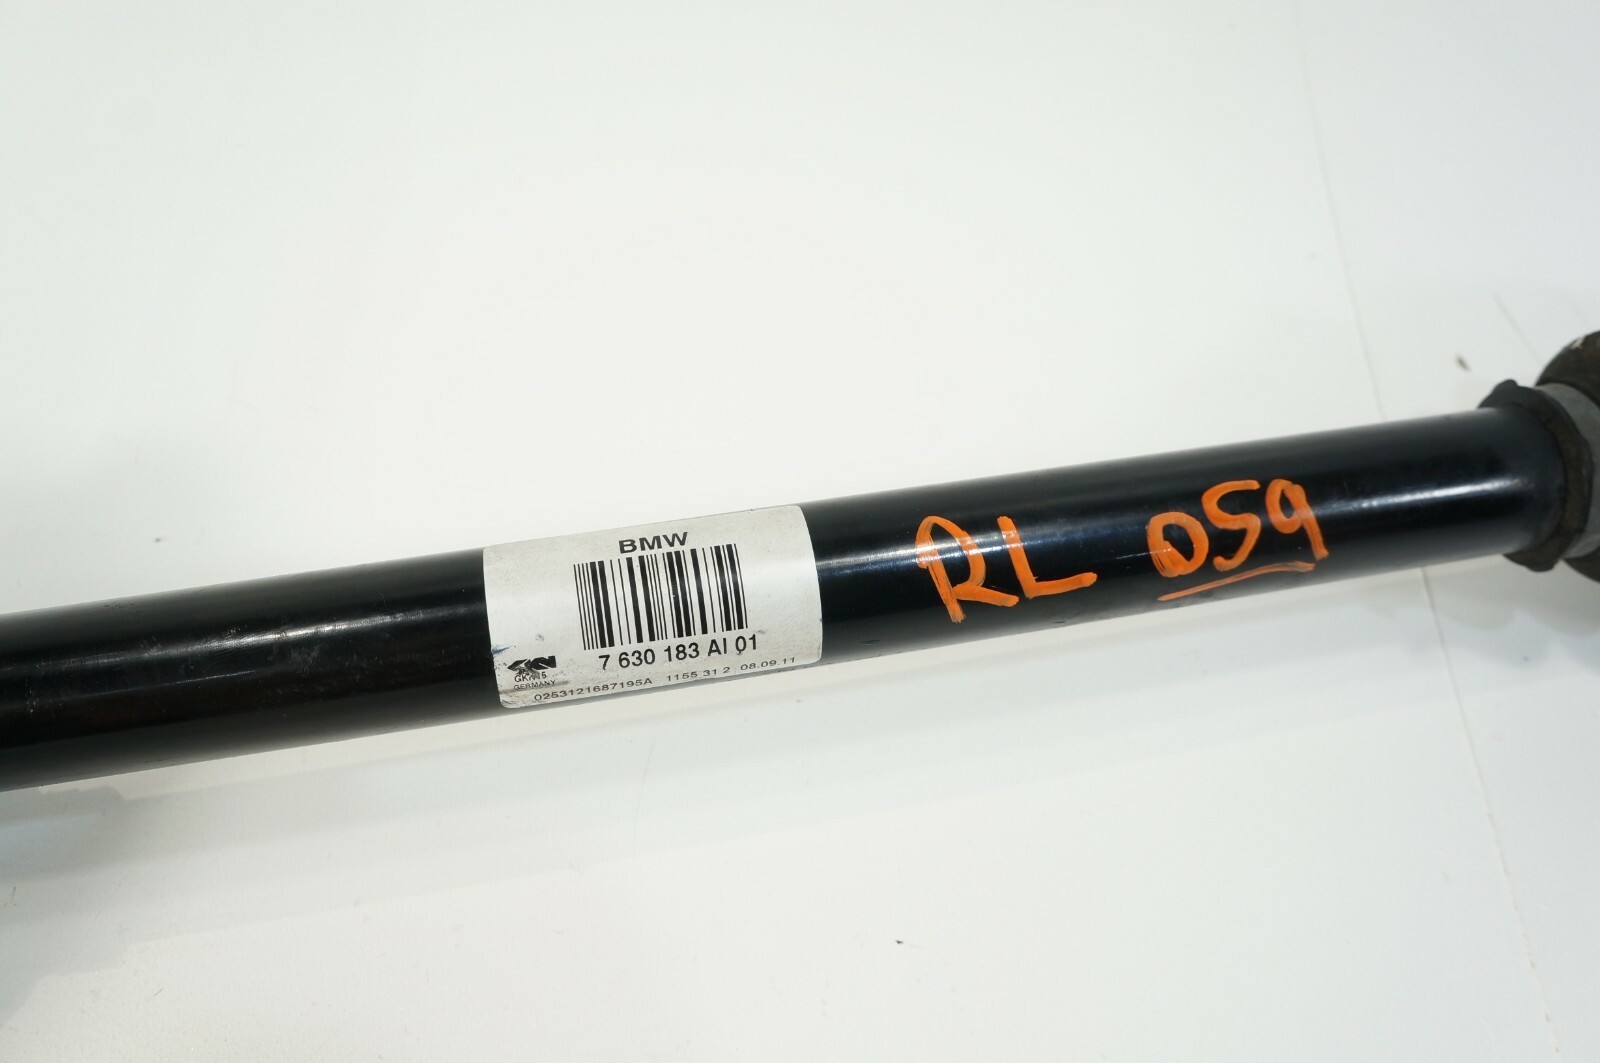 BMW
7 630 183 AI 01
GKN
GERMANY
0253121687195A 1155 31 2 08.09.11
RL 059